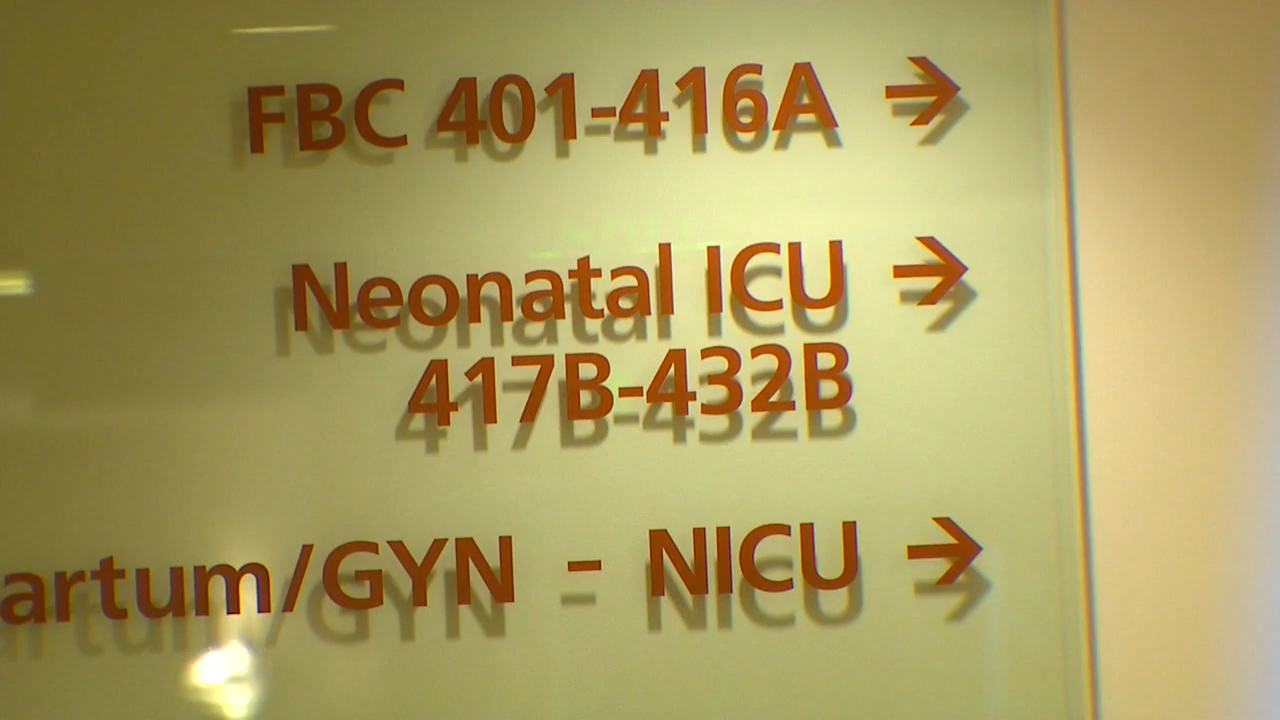 FBC 401-416A →
Neonatal ICU →
417B-432B
artum/GYN - NICU →